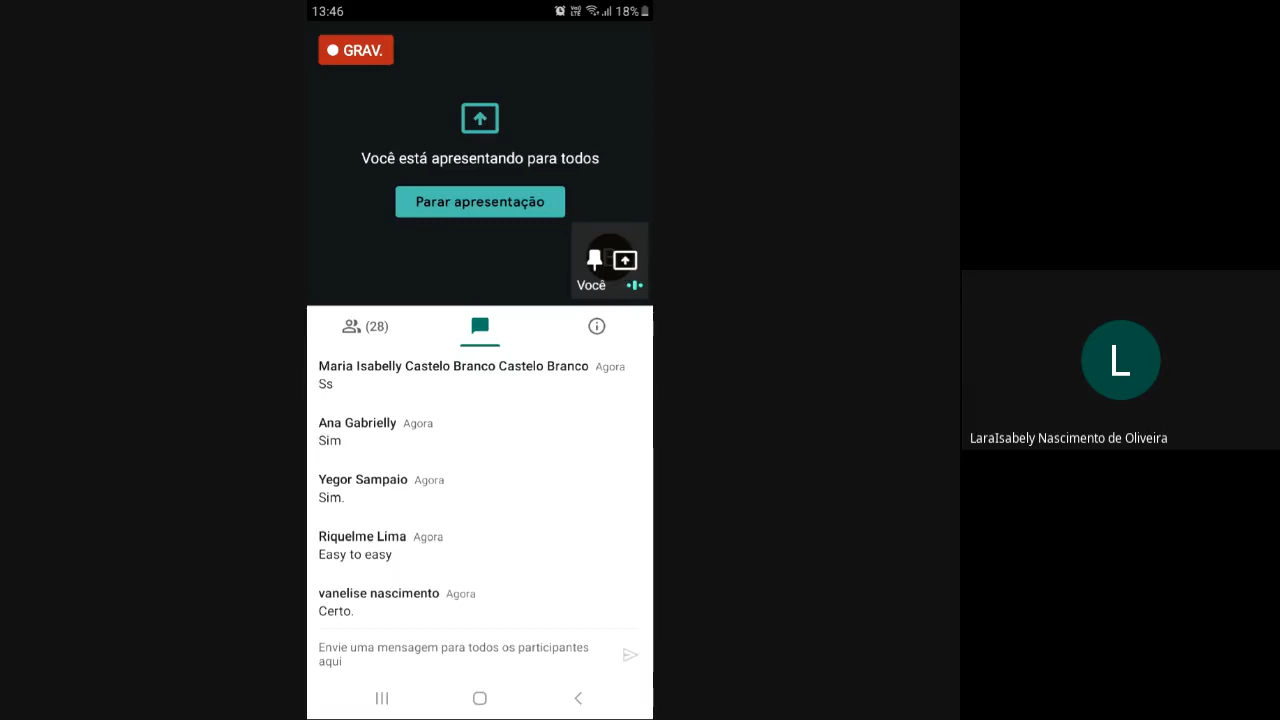 13:46
18%
GRAV.
Você está apresentando para todos
Parar apresentação
Você
(28)
Maria Isabelly Castelo Branco Castelo Branco Agora
Ss
Ana Gabrielly Agora
Sim
Yegor Sampaio Agora
Sim.
Riquelme Lima Agora
Easy to easy
vanelise nascimento Agora
Certo.
Envie uma mensagem para todos os participantes
aqui
L
LaraIsabely Nascimento de Oliveira